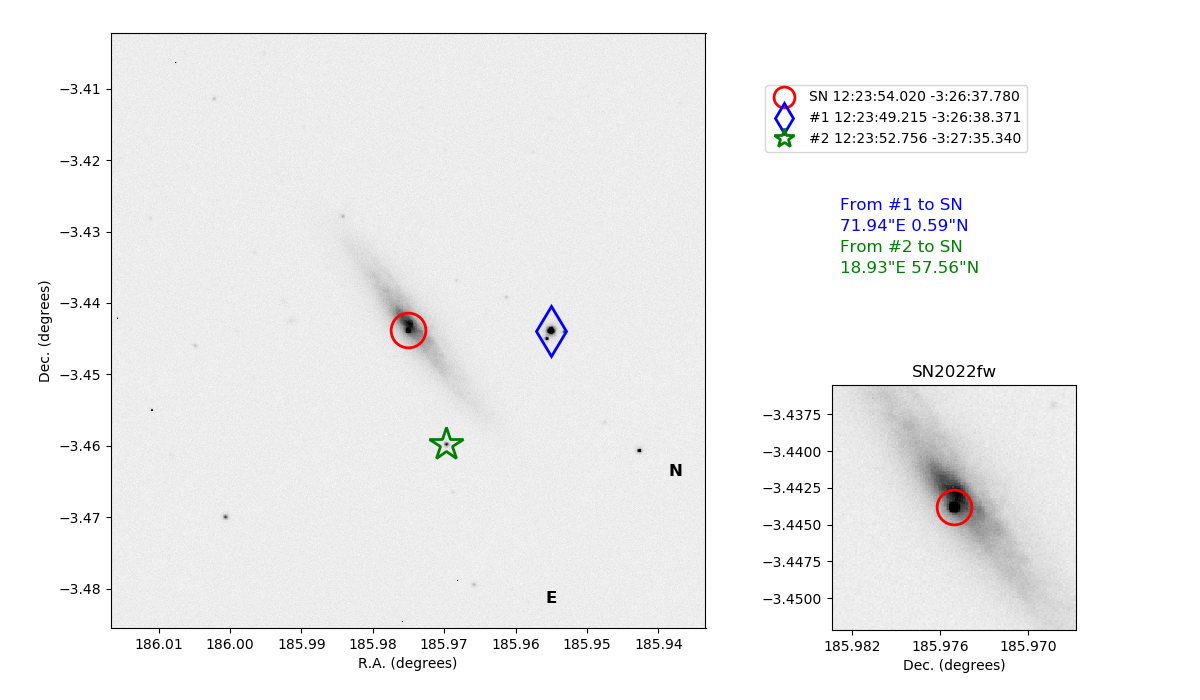 −3.41
−3.42
−3.43
−3.44
−3.45
−3.46
−3.47
−3.48
Dec. (degrees)
186.01 186.00 185.99 185.98 185.97 185.96 185.95 185.94
R.A. (degrees)
N
E
SN 12:23:54.020 -3:26:37.780
#1 12:23:49.215 -3:26:38.371
#2 12:23:52.756 -3:27:35.340
From #1 to SN
71.94"E 0.59"N
From #2 to SN
18.93"E 57.56"N
SN2022fw
−3.4375
−3.4400
−3.4425
−3.4450
−3.4475
−3.4500
185.982 185.976 185.970
Dec. (degrees)